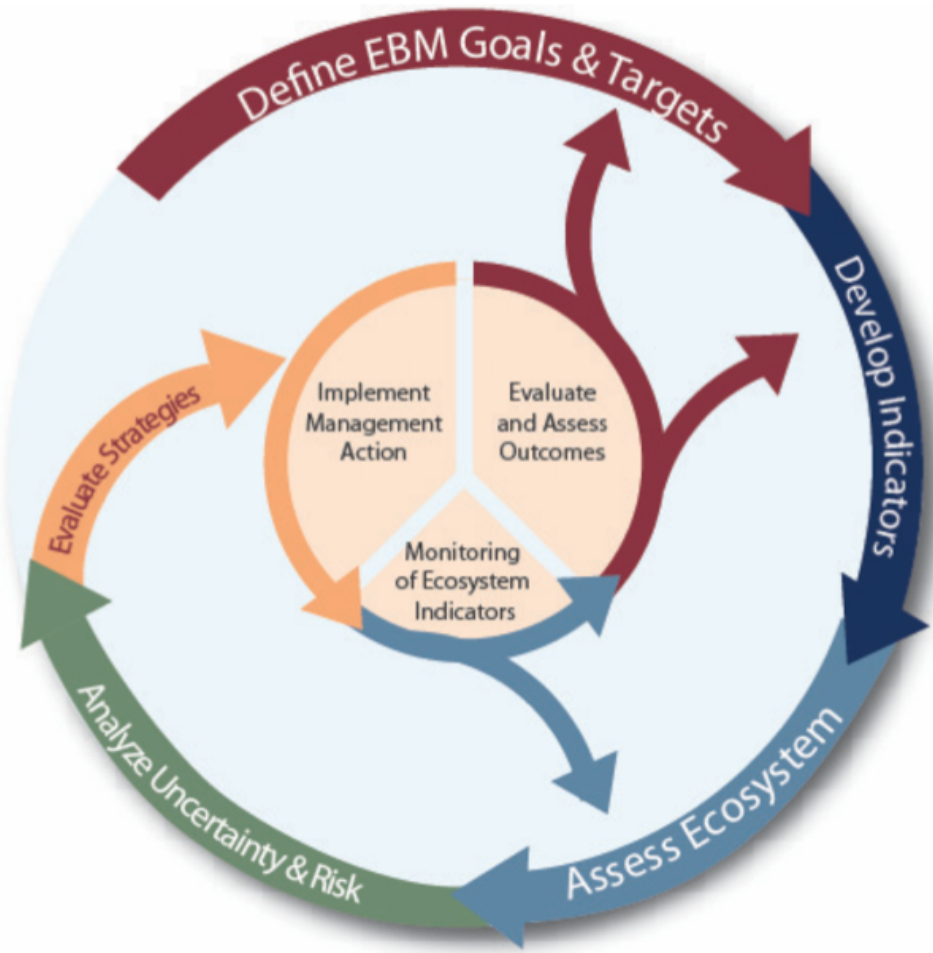 Define EBM Goals & Targets
Develop Indicators
Assess Ecosystem
Analyze Uncertainty & Risk
Evaluate Strategies
Implement
Management
Action
Evaluate
and Assess
Outcomes
Monitoring
of Ecosystem
Indicators